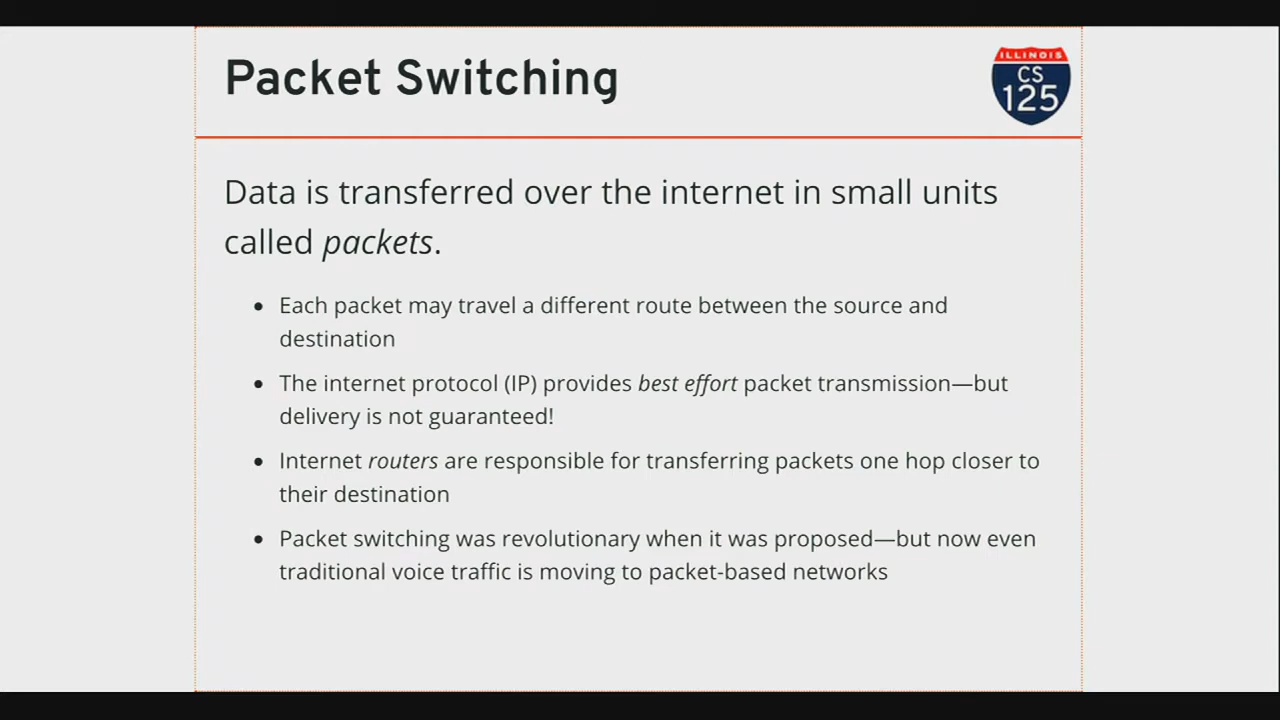 Packet Switching
ILLINOIS
CS
125
Data is transferred over the internet in small units
called packets.
• Each packet may travel a different route between the source and
destination
• The internet protocol (IP) provides best effort packet transmission—but
delivery is not guaranteed!
• Internet routers are responsible for transferring packets one hop closer to
their destination
• Packet switching was revolutionary when it was proposed—but now even
traditional voice traffic is moving to packet-based networks